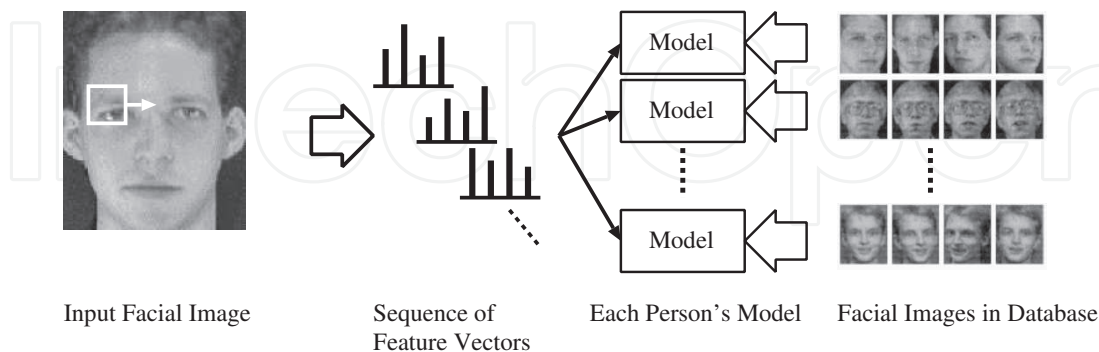 Model
Model
Model
Input Facial Image
Sequence of
Feature Vectors
Each Person's Model
Facial Images in Database